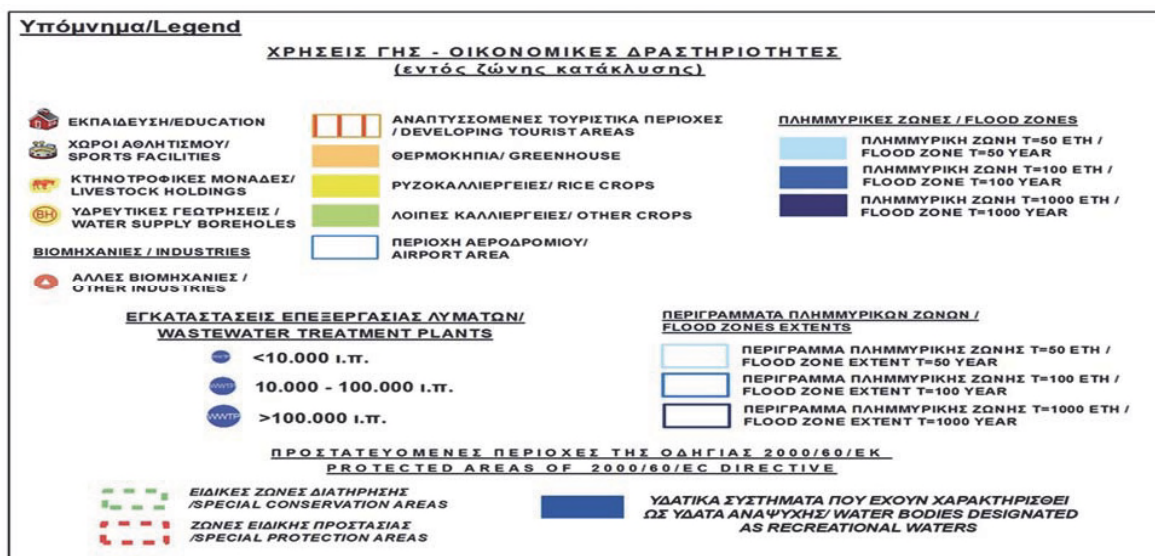 Υπόμνημα/Legend
ΧΡΗΣΕΙΣ ΓΗΣ - ΟΙΚΟΝΟΜΙΚΕΣ ΔΡΑΣΤΗΡΙΟΤΗΤΕΣ
(εντός ζώνης κατάκλυσης)
ΕΚΠΑΙΔΕΥΣΗ/EDUCATION
ΧΩΡΟΙ ΑΘΛΗΤΙΣΜΟΥ/
SPORTS FACILITIES
ΚΤΗΝΟΤΡΟΦΙΚΕΣ ΜΟΝΑΔΕΣ/
LIVESTOCK HOLDINGS
BH
ΥΔΡΕΥΤΙΚΕΣ ΓΕΩΤΡΗΣΕΙΣ /
WATER SUPPLY BOREHOLES
ΒΙΟΜΗΧΑΝΙΕΣ / INDUSTRIES
ΑΛΛΕΣ ΒΙΟΜΗΧΑΝΙΕΣ /
OTHER INDUSTRIES
ΑΝΑΠΤΥΣΣΟΜΕΝΕΣ ΤΟΥΡΙΣΤΙΚΑ ΠΕΡΙΟΧΕΣ
/ DEVELOPING TOURIST AREAS
ΘΕΡΜΟΚΗΠΙΑ/ GREENHOUSE
ΡΥΖΟΚΑΛΛΙΕΡΓΕΙΕΣ/ RICE CROPS
ΛΟΙΠΕΣ ΚΑΛΛΙΕΡΓΕΙΕΣ/ OTHER CROPS
ΠΕΡΙΟΧΗ ΑΕΡΟΔΡΟΜΙΟΥ/
AIRPORT AREA
ΠΛΗΜΜΥΡΙΚΕΣ ΖΩΝΕΣ / FLOOD ZONES
ΠΛΗΜΜΥΡΙΚΗ ΖΩΝΗ T=50 ΕΤΗ /
FLOOD ZONE T=50 YEAR
ΠΛΗΜΜΥΡΙΚΗ ΖΩΝΗ T=100 ΕΤΗ /
FLOOD ZONE T=100 YEAR
ΠΛΗΜΜΥΡΙΚΗ ΖΩΝΗ T=1000 ΕΤΗ /
FLOOD ZONE T=1000 YEAR
ΕΓΚΑΤΑΣΤΑΣΕΙΣ ΕΠΕΞΕΡΓΑΣΙΑΣ ΛΥΜΑΤΩΝ/
WASTEWATER TREATMENT PLANTS
WWTP
<10.000 ι.π.
WWTP
10.000 - 100.000 ι.π.
WWTP
>100.000 ι.π.
ΠΕΡΙΓΡΑΜΜΑΤΑ ΠΛΗΜΜΥΡΙΚΩΝ ΖΩΝΩΝ /
FLOOD ZONES EXTENTS
ΠΕΡΙΓΡΑΜΜΑ ΠΛΗΜΜΥΡΙΚΗΣ ΖΩΝΗΣ T=50 ΕΤΗ /
FLOOD ZONE EXTENT T=50 YEAR
ΠΕΡΙΓΡΑΜΜΑ ΠΛΗΜΜΥΡΙΚΗΣ ΖΩΝΗΣ T=100 ΕΤΗ /
FLOOD ZONE EXTENT T=100 YEAR
ΠΕΡΙΓΡΑΜΜΑ ΠΛΗΜΜΥΡΙΚΗΣ ΖΩΝΗΣ T=1000 ΕΤΗ /
FLOOD ZONE EXTENT T=1000 YEAR
ΠΡΟΣΤΑΤΕΥΟΜΕΝΕΣ ΠΕΡΙΟΧΕΣ ΤΗΣ ΟΔΗΓΙΑΣ 2000/60/ΕΚ
PROTECTED AREAS OF 2000/60/EC DIRECTIVE
ΕΙΔΙΚΕΣ ΖΩΝΕΣ ΔΙΑΤΗΡΗΣΗΣ
/SPECIAL CONSERVATION AREAS
ΖΩΝΕΣ ΕΙΔΙΚΗΣ ΠΡΟΣΤΑΣΙΑΣ
/SPECIAL PROTECTION AREAS
ΥΔΑΤΙΚΑ ΣΥΣΤΗΜΑΤΑ ΠΟΥ ΕΧΟΥΝ ΧΑΡΑΚΤΗΡΙΣΘΕΙ
ΩΣ ΥΔΑΤΑ ΑΝΑΨΥΧΗΣ/ WATER BODIES DESIGNATED
AS RECREATIONAL WATERS